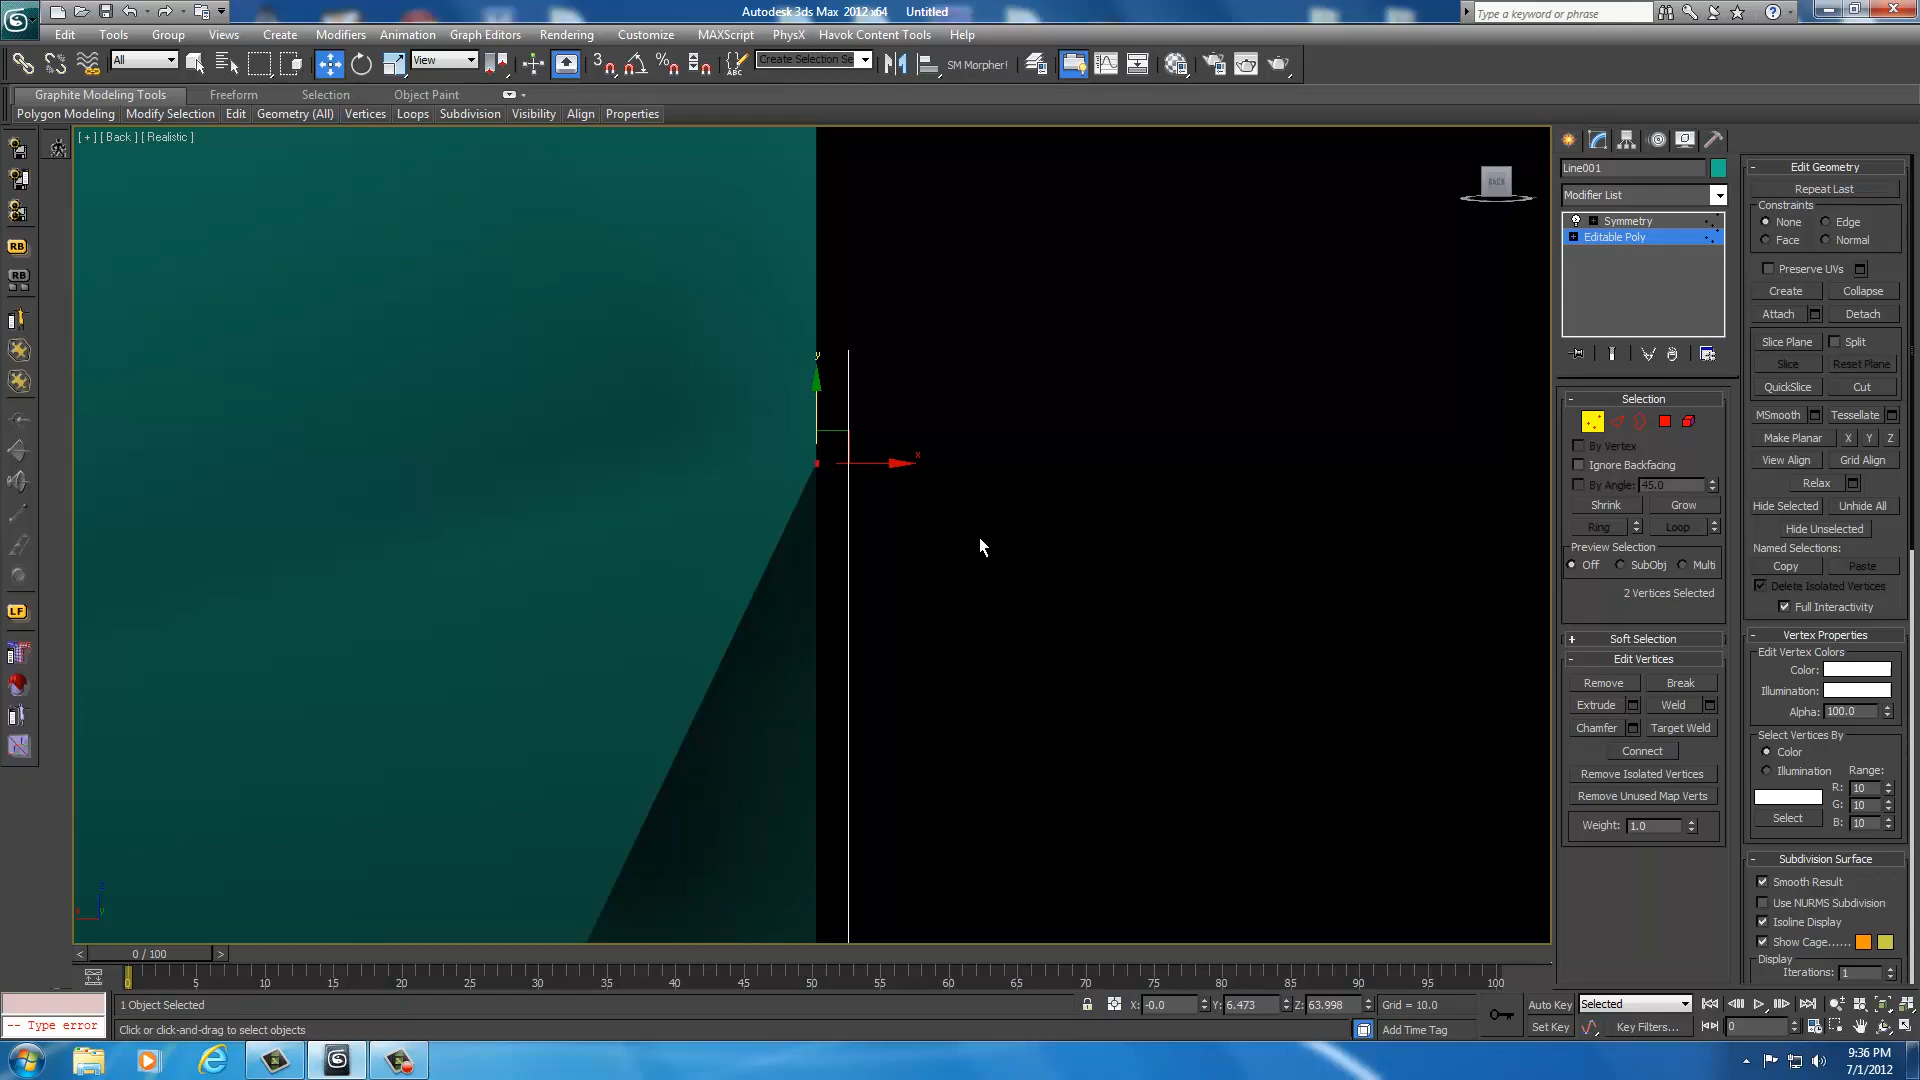 Autodesk 3ds Max 2012 x64 Untitled
Type a keyword or phrase
Edit Tools Group Views Create Modifiers Animation Graph Editors Rendering Customize MAXScript PhysX Havok Content Tools Help
All View Create Selection Se SM Morpher!
Graphite Modeling Tools Freeform Selection Object Paint
Polygon Modeling Modify Selection Edit Geometry (All) Vertices Loops Subdivision Visibility Align Properties
[ + ] [ Back ] [ Realistic ]
BACK
RB
RB
LF
y
x
z
x
y
Line001
Modifier List
Symmetry
Editable Poly
Selection
By Vertex
Ignore Backfacing
By Angle: 45.0
Shrink Grow
Ring Loop
Preview Selection
Off SubObj Multi
2 Vertices Selected
Soft Selection
Edit Vertices
Remove Break
Extrude Weld
Chamfer Target Weld
Connect
Remove Isolated Vertices
Remove Unused Map Verts
Weight: 1.0
Edit Geometry
Repeat Last
Constraints
None Edge
Face Normal
Preserve UVs
Create Collapse
Attach Detach
Slice Plane Split
Slice Reset Plane
QuickSlice Cut
MSmooth Tessellate
Make Planar X Y Z
View Align Grid Align
Relax
Hide Selected Unhide All
Hide Unselected
Named Selections:
Copy Paste
Delete Isolated Vertices
Full Interactivity
Vertex Properties
Edit Vertex Colors
Color:
Illumination:
Alpha: 100.0
Select Vertices By
Color
Illumination Range:
R: 10
G: 10
Select B: 10
Subdivision Surface
Smooth Result
Use NURMS Subdivision
Isoline Display
Show Cage......
Display
Iterations: 1
< 0 / 100 >
0 5 10 15 20 25 30 35 40 45 50 55 60 65 70 75 80 85 90 95 100
1 Object Selected X: -0.0 Y: 6.473 Z: 63.998 Grid = 10.0 Auto Key Selected
-- Type error Click or click-and-drag to select objects Add Time Tag Set Key Key Filters... 0
9:36 PM
7/1/2012